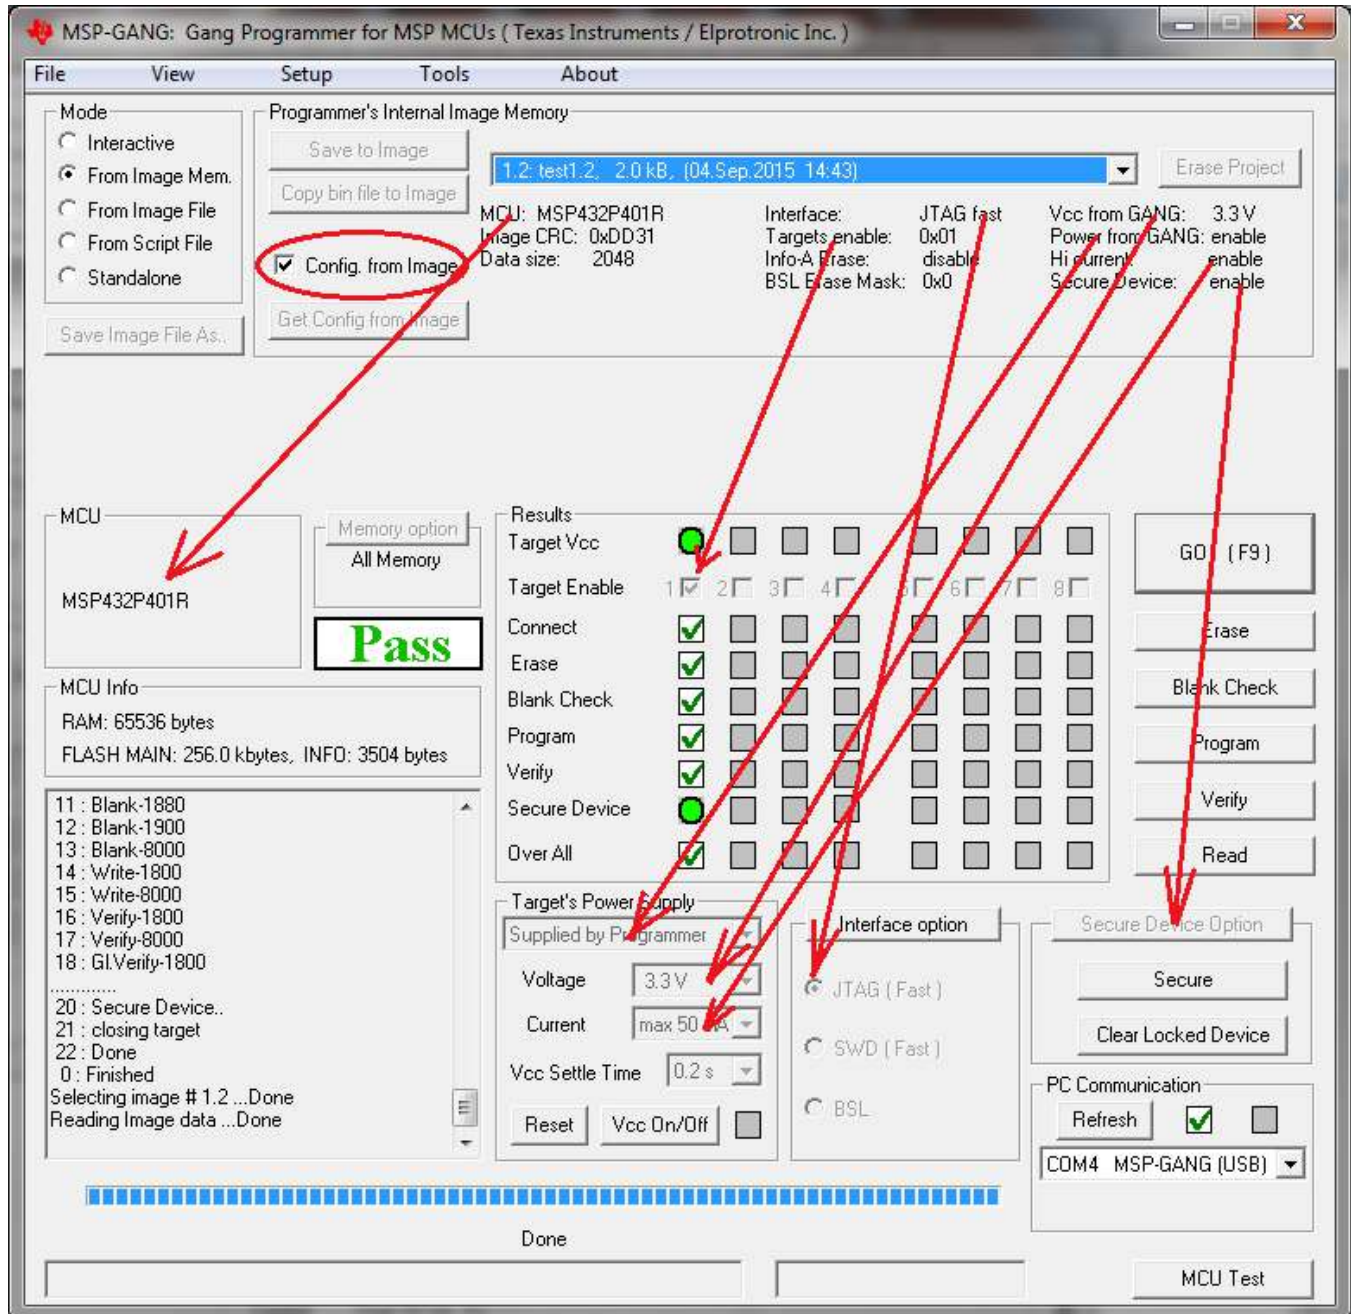 MSP-GANG: Gang Programmer for MSP MCUs ( Texas Instruments / Elprotronic Inc. )
File View Setup Tools About
Mode
Interactive
From Image Mem.
From Image File
From Script File
Standalone
Save Image File As..
Programmer's Internal Image Memory
Save to Image
Copy bin file to Image
Config. from Image
Get Config from Image
1.2: test1.2, 2.0 kB, (04.Sep.2015 14:43)
Erase Project
MCU: MSP432P401R
Image CRC: 0xDD31
Data size: 2048
Interface: JTAG fast
Targets enable: 0x01
Info-A Erase: disable
BSL Erase Mask: 0x0
Vcc from GANG: 3.3 V
Power from GANG: enable
Hi current: enable
Secure Device: enable
MCU
MSP432P401R
Memory option
All Memory
Pass
MCU Info
RAM: 65536 bytes
FLASH MAIN: 256.0 kbytes, INFO: 3504 bytes
11 : Blank-1880
12 : Blank-1900
13 : Blank-8000
14 : Write-1800
15 : Write-8000
16 : Verify-1800
17 : Verify-8000
18 : Gl.Verify-1800
.............
20 : Secure Device..
21 : closing target
22 : Done
0 : Finished
Selecting image # 1.2 ...Done
Reading Image data ...Done
Results
Target Vcc
Target Enable 1 2 3 4 5 6 7 8
Connect
Erase
Blank Check
Program
Verify
Secure Device
Over All
GO ( F9 )
Erase
Blank Check
Program
Verify
Read
Target's Power Supply
Supplied by Programmer
Voltage 3.3 V
Current max 50
Vcc Settle Time 0.2 s
Reset Vcc On/Off
Interface option
JTAG ( Fast )
SWD ( Fast )
BSL
Secure Device Option
Secure
Clear Locked Device
PC Communication
Refresh
COM4 MSP-GANG (USB)
Done
MCU Test